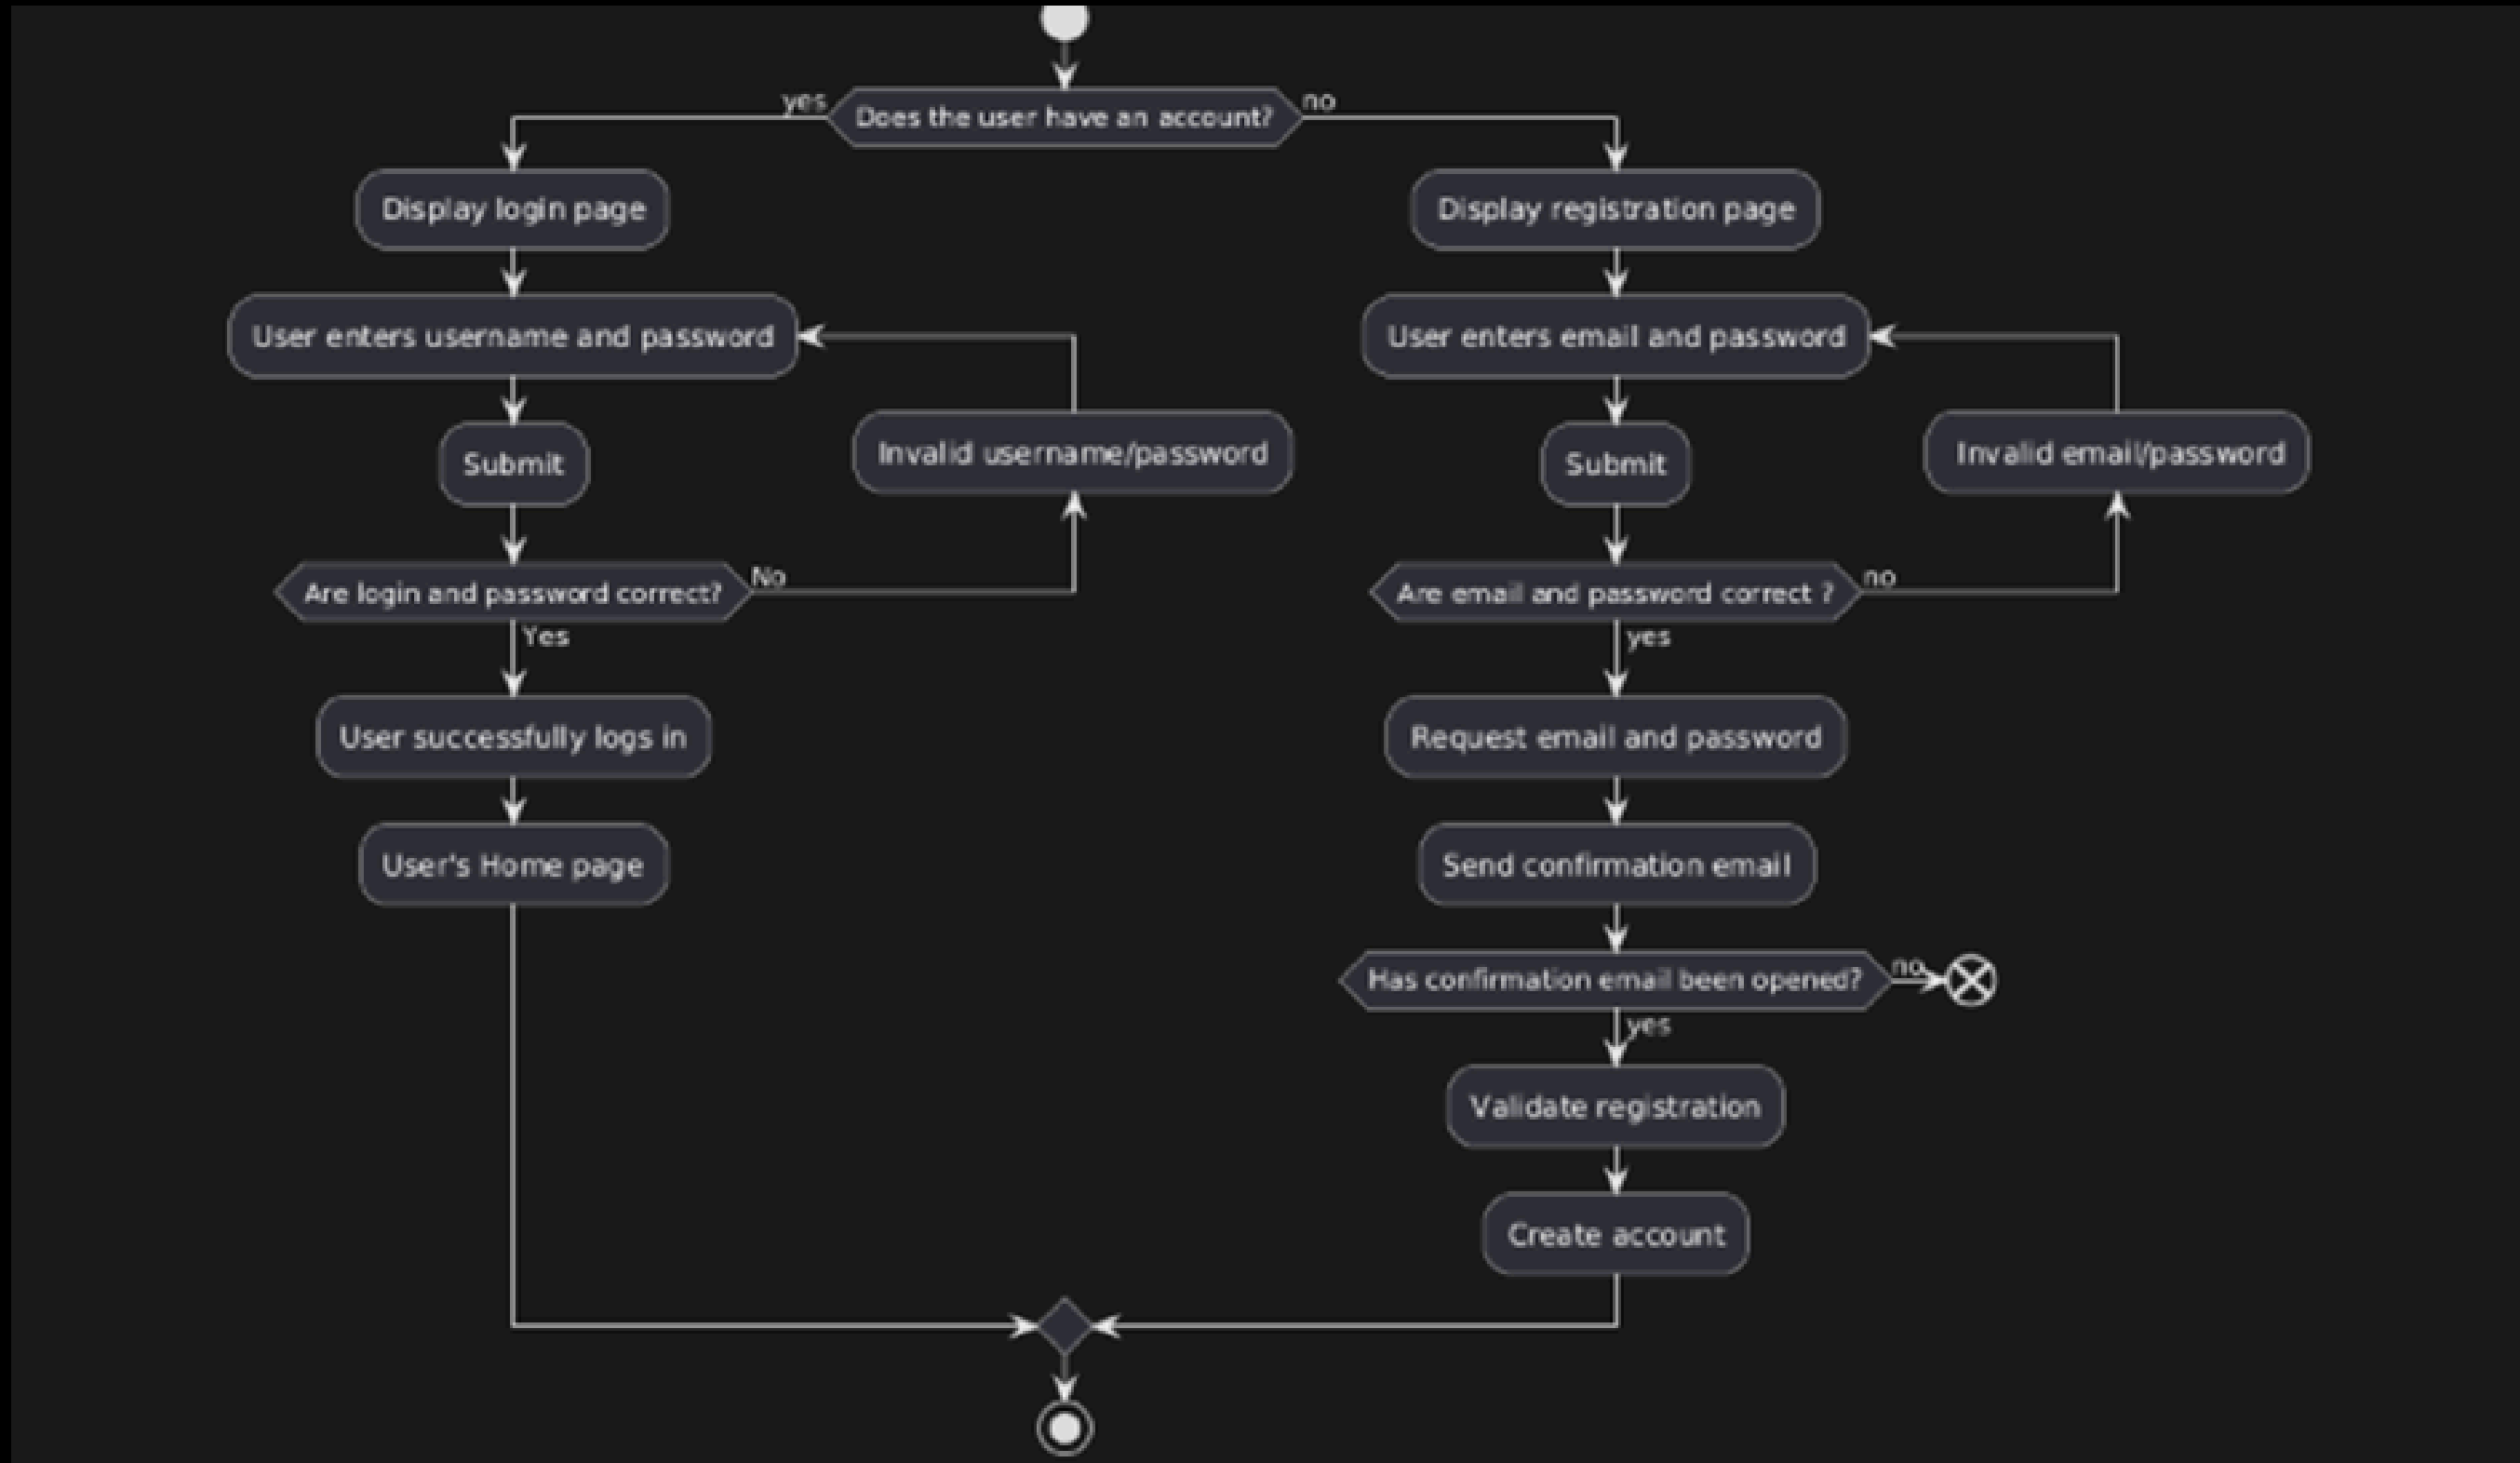 Does the user have an account?
yes
no
Display login page
User enters username and password
Submit
Invalid username/password
Are login and password correct?
No
Yes
User successfully logs in
User's Home page
Display registration page
User enters email and password
Submit
Invalid email/password
Are email and password correct ?
no
yes
Request email and password
Send confirmation email
Has confirmation email been opened?
no
yes
Validate registration
Create account